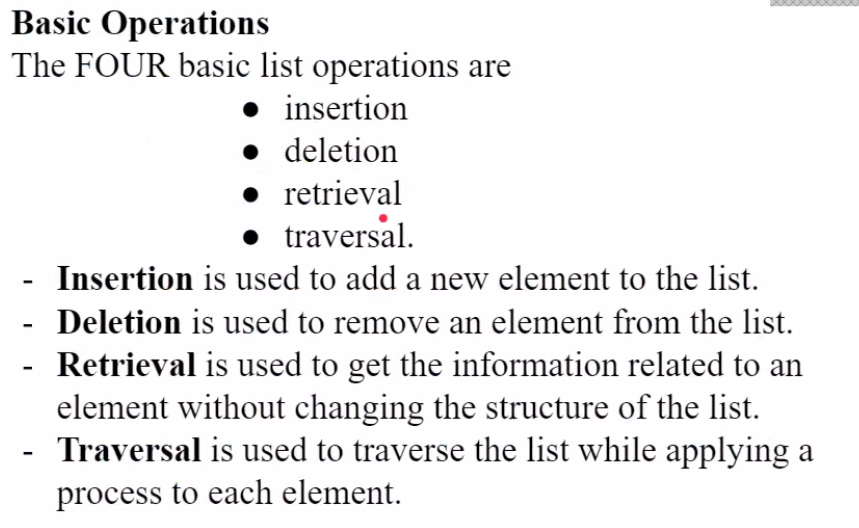 Basic Operations
The FOUR basic list operations are
● insertion
● deletion
● retrieval
● traversal.
- Insertion is used to add a new element to the list.
- Deletion is used to remove an element from the list.
- Retrieval is used to get the information related to an
element without changing the structure of the list.
- Traversal is used to traverse the list while applying a
process to each element.